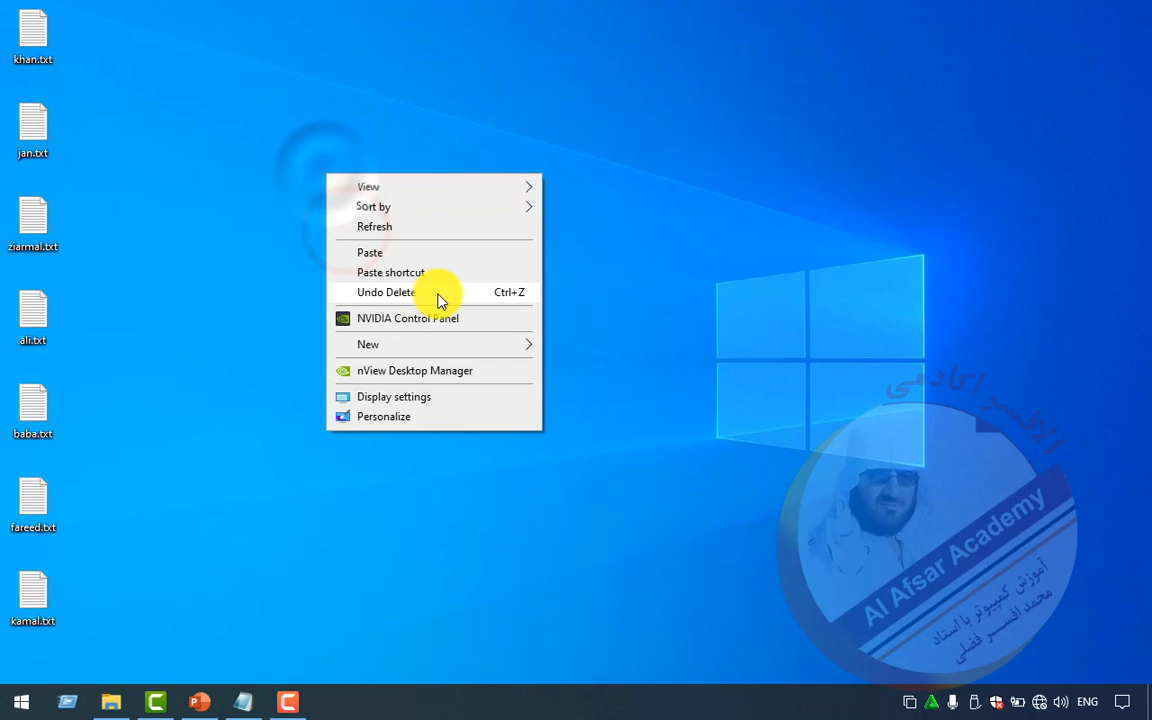 khan.txt
jan.txt
ziarmal.txt
ali.txt
baba.txt
fareed.txt
kamal.txt
View
Sort by
Refresh
Paste
Paste shortcut
Undo Delete Ctrl+Z
NVIDIA Control Panel
New
nView Desktop Manager
Display settings
Personalize
Al Afsar Academy
آموزش کمپیوتر با استاد
محمد افسر فضلی
ENG